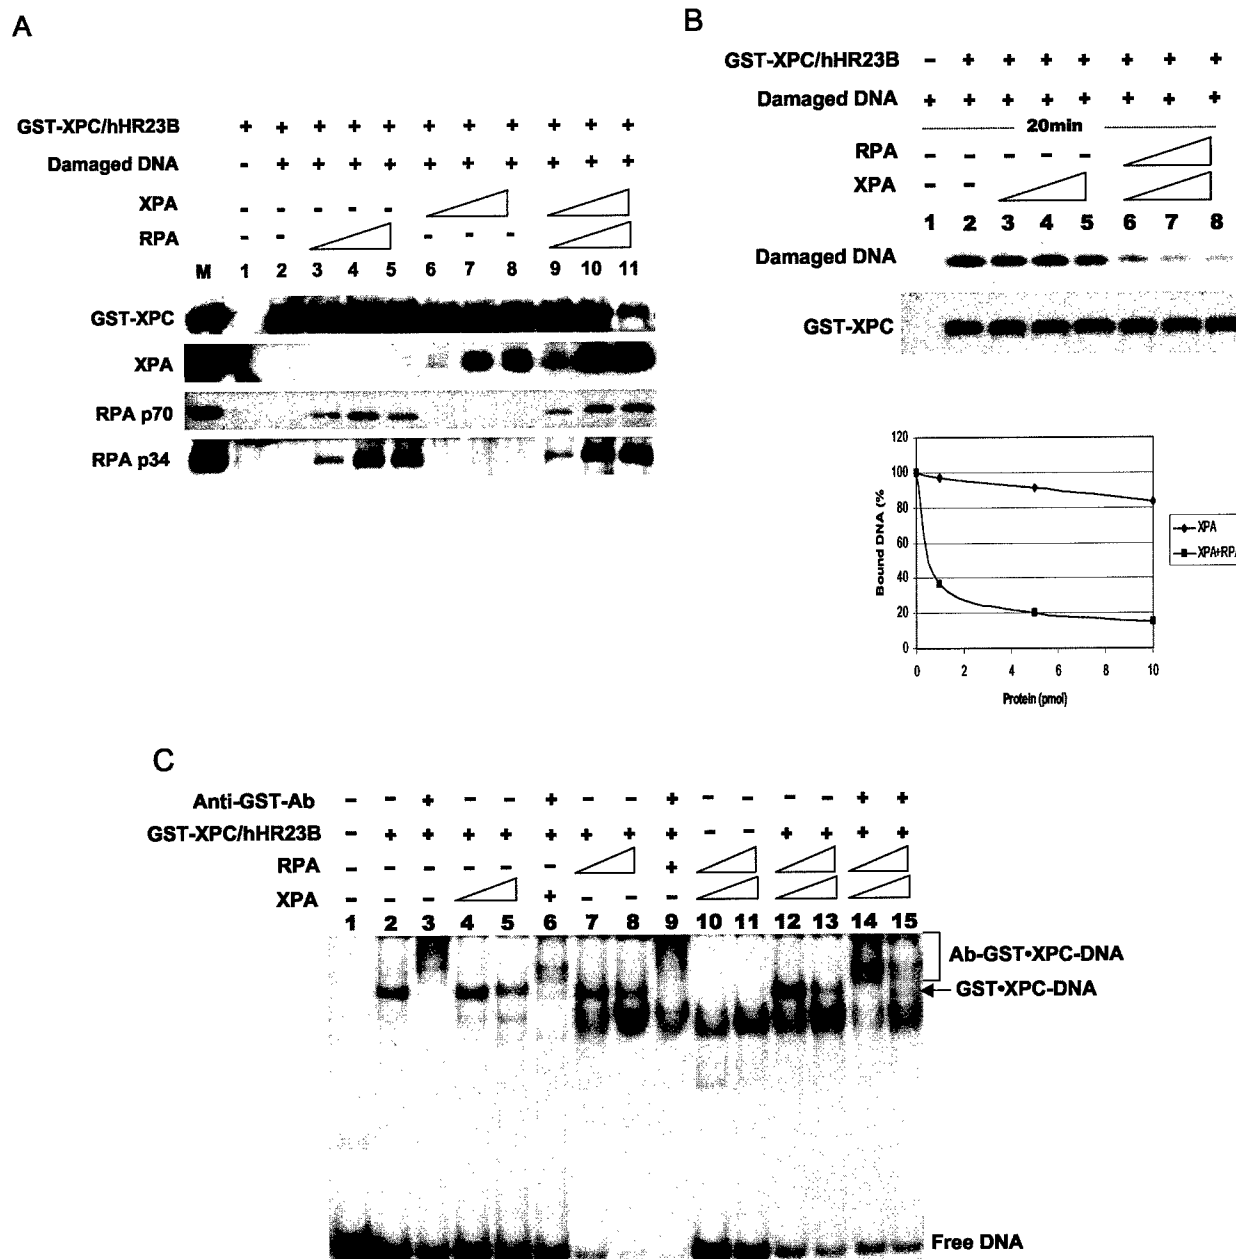 A
GST-XPC/hHR23B + + + + + + + + + + +
Damaged DNA - + + + + + + + + + +
XPA - - - - -
RPA - - - - -
M 1 2 3 4 5 6 7 8 9 10 11
GST-XPC
XPA
RPA p70
RPA p34
B
GST-XPC/hHR23B - + + + + + + +
Damaged DNA + + + + + + + +
20min
RPA - - - - -
XPA - -
1 2 3 4 5 6 7 8
Damaged DNA
GST-XPC
120
100
80
60
40
20
0
Bound DNA (%
0 2 4 6 8 10
Protein (pmol)
XPA
XPA+RPA
C
Anti-GST-Ab - - + - - + - - + - - - - + +
GST-XPC/hHR23B - + + + + + + + + - - + + + +
RPA - - - - - - +
XPA - - - + - - -
1 2 3 4 5 6 7 8 9 10 11 12 13 14 15
Ab-GST•XPC-DNA
GST•XPC-DNA
Free DNA